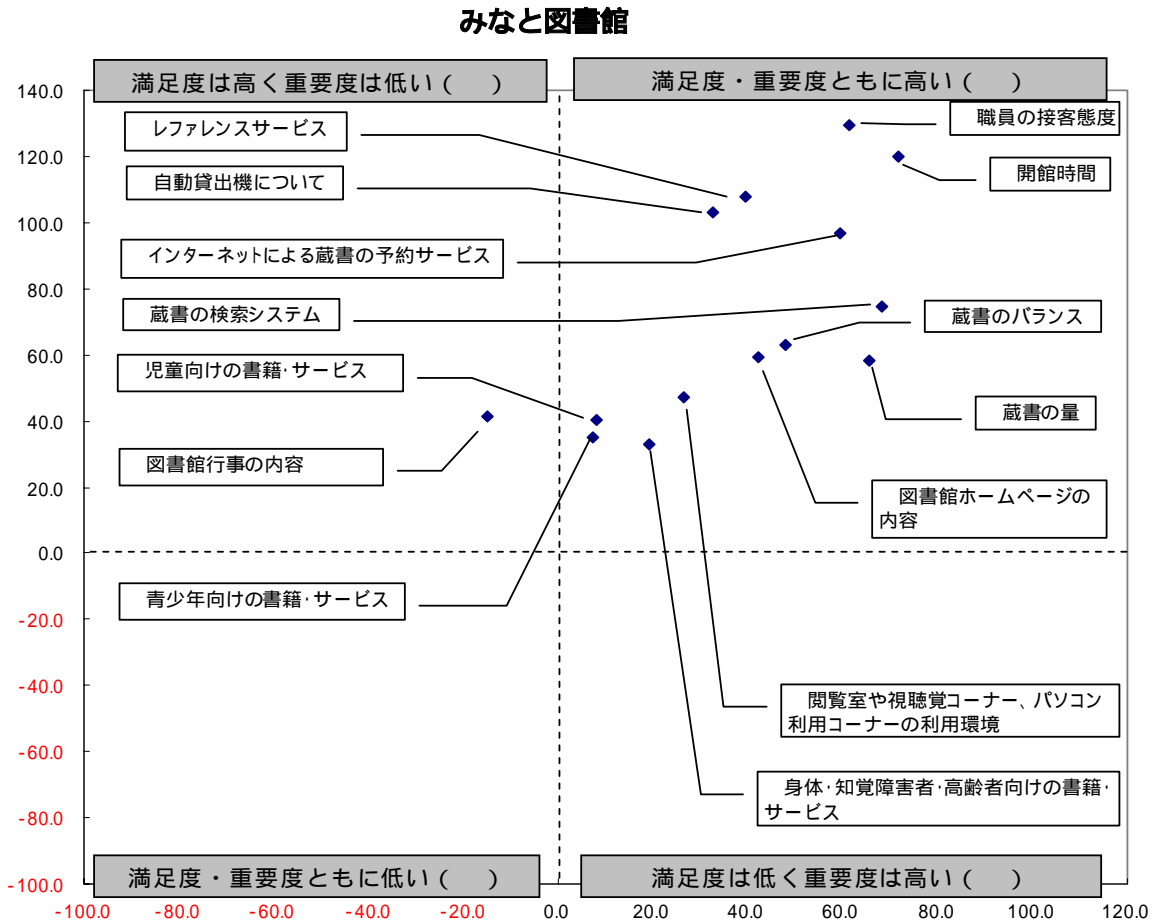 みなと図書館
満足度は高く重要度は低い(　)
満足度・重要度ともに高い(　)
140.0
120.0
100.0
80.0
60.0
40.0
20.0
0.0
-20.0
-40.0
-60.0
-80.0
-100.0
レファレンスサービス
職員の接客態度
自動貸出機について
開館時間
インターネットによる蔵書の予約サービス
蔵書の検索システム
蔵書のバランス
児童向けの書籍・サービス
蔵書の量
図書館行事の内容
図書館ホームページの
内容
青少年向けの書籍・サービス
閲覧室や視聴覚コーナー、パソコン
利用コーナーの利用環境
身体・知覚障害者・高齢者向けの書籍・
サービス
満足度・重要度ともに低い(　)
満足度は低く重要度は高い(　)
-100.0 -80.0 -60.0 -40.0 -20.0 0.0 20.0 40.0 60.0 80.0 100.0 120.0